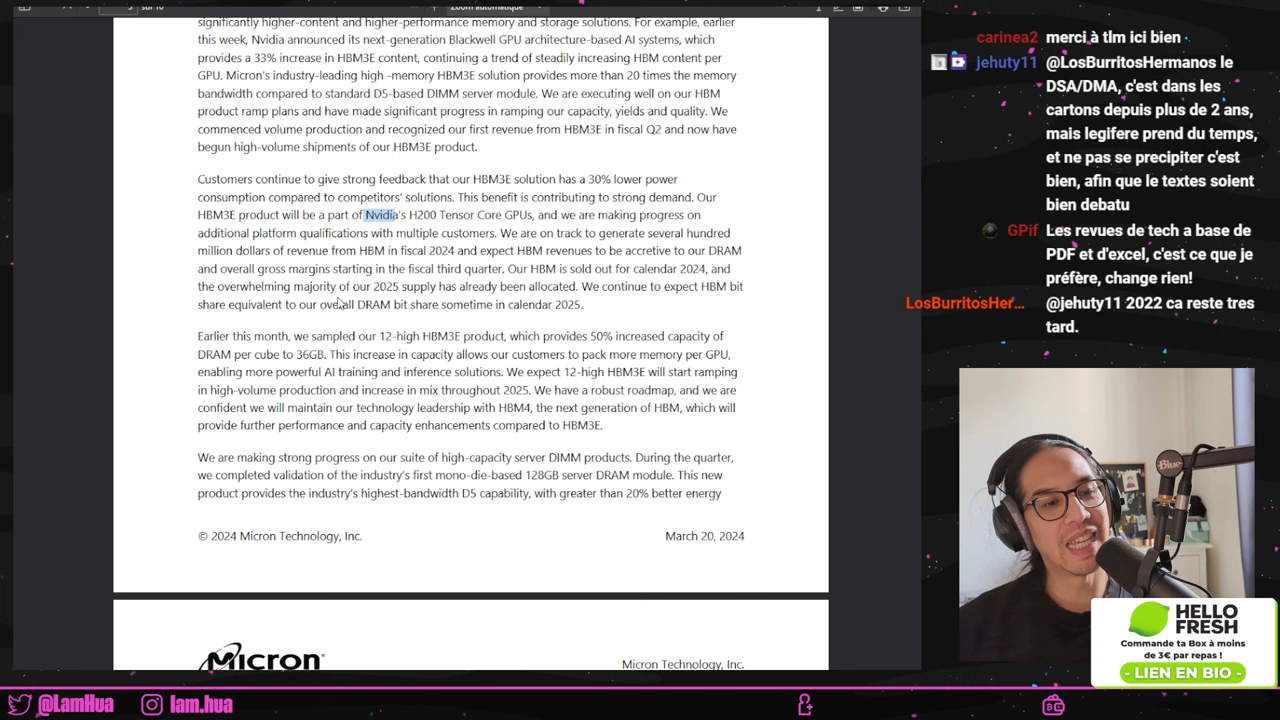 sur 10
Zoom automatique
significantly higher-content and higher-performance memory and storage solutions. For example, earlier
this week, Nvidia announced its next-generation Blackwell GPU architecture-based AI systems, which
provides a 33% increase in HBM3E content, continuing a trend of steadily increasing HBM content per
GPU. Micron's industry-leading high -memory HBM3E solution provides more than 20 times the memory
bandwidth compared to standard D5-based DIMM server module. We are executing well on our HBM
product ramp plans and have made significant progress in ramping our capacity, yields and quality. We
commenced volume production and recognized our first revenue from HBM3E in fiscal Q2 and now have
begun high-volume shipments of our HBM3E product.
Customers continue to give strong feedback that our HBM3E solution has a 30% lower power
consumption compared to competitors' solutions. This benefit is contributing to strong demand. Our
HBM3E product will be a part of Nvidia's H200 Tensor Core GPUs, and we are making progress on
additional platform qualifications with multiple customers. We are on track to generate several hundred
million dollars of revenue from HBM in fiscal 2024 and expect HBM revenues to be accretive to our DRAM
and overall gross margins starting in the fiscal third quarter. Our HBM is sold out for calendar 2024, and
the overwhelming majority of our 2025 supply has already been allocated. We continue to expect HBM bit
share equivalent to our overall DRAM bit share sometime in calendar 2025.
Earlier this month, we sampled our 12-high HBM3E product, which provides 50% increased capacity of
DRAM per cube to 36GB. This increase in capacity allows our customers to pack more memory per GPU,
enabling more powerful AI training and inference solutions. We expect 12-high HBM3E will start ramping
in high-volume production and increase in mix throughout 2025. We have a robust roadmap, and we are
confident we will maintain our technology leadership with HBM4, the next generation of HBM, which will
provide further performance and capacity enhancements compared to HBM3E.
We are making strong progress on our suite of high-capacity server DIMM products. During the quarter,
we completed validation of the industry's first mono-die-based 128GB server DRAM module. This new
product provides the industry's highest-bandwidth D5 capability, with greater than 20% better energy
© 2024 Micron Technology, Inc.
March 20, 2024
Micron
Micron Technology, Inc.
carinea2 merci à tlm ici bien
jehuty11 @LosBurritosHermanos le
DSA/DMA, c'est dans les
cartons depuis plus de 2 ans,
mais legifere prend du temps,
et ne pas se precipiter c'est
bien, afin que le textes soient
bien debatu
GPif Les revues de tech a base de
PDF et d'excel, c'est ce que je
préfère, change rien!
LosBurritosHer... @jehuty11 2022 ca reste tres
tard.
Blue
HELLO
FRESH
Commande ta Box à moins
de 3€ par repas !
- LIEN EN BIO -
@LamHua
lam.hua